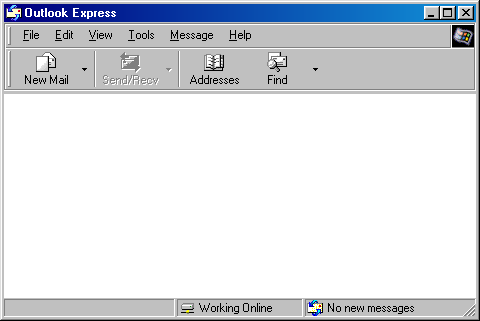 Outlook Express
File Edit View Tools Message Help
New Mail Send/Recv Addresses Find
Working Online No new messages